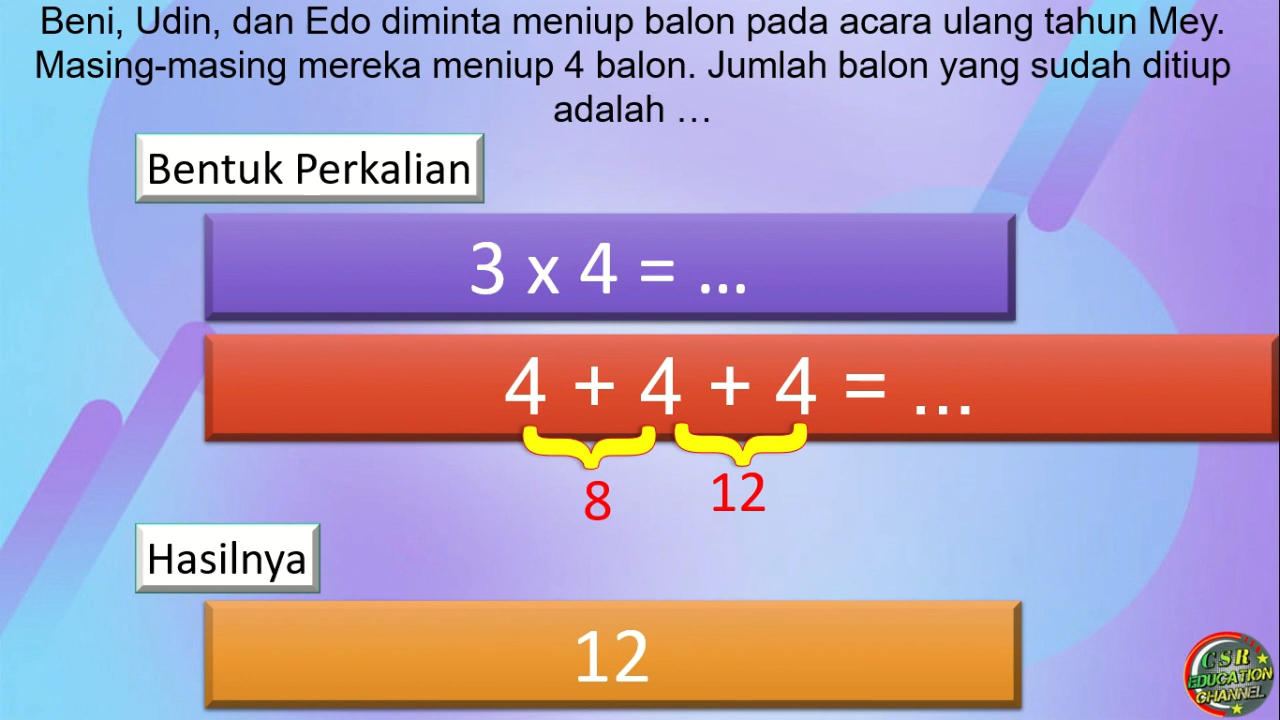 Beni, Udin, dan Edo diminta meniup balon pada acara ulang tahun Mey.
Masing-masing mereka meniup 4 balon. Jumlah balon yang sudah ditiup
adalah …
Bentuk Perkalian
3 x 4 = ...
4 + 4 + 4 = ...
8 12
Hasilnya
12
CSR
EDUCATION
CHANNEL